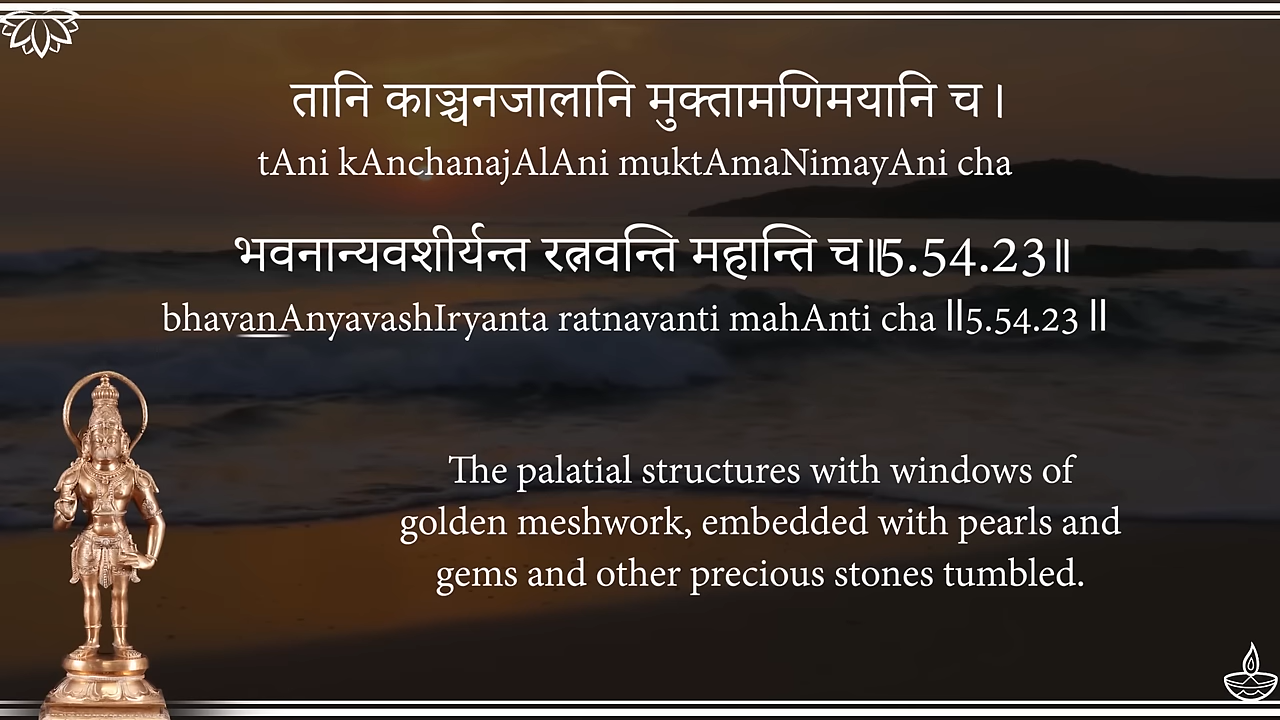 तानि काञ्चनजालानि मुक्तामणिमयानि च।
tAni kAnchanajAlAni muktAmaNimayAni cha
भवनान्यवशीर्यन्त रत्नवन्ति महान्ति च॥5.54.23॥
bhavanAnyavashIryanta ratnavanti mahAnti cha ||5.54.23 ||
The palatial structures with windows of
golden meshwork, embedded with pearls and
gems and other precious stones tumbled.